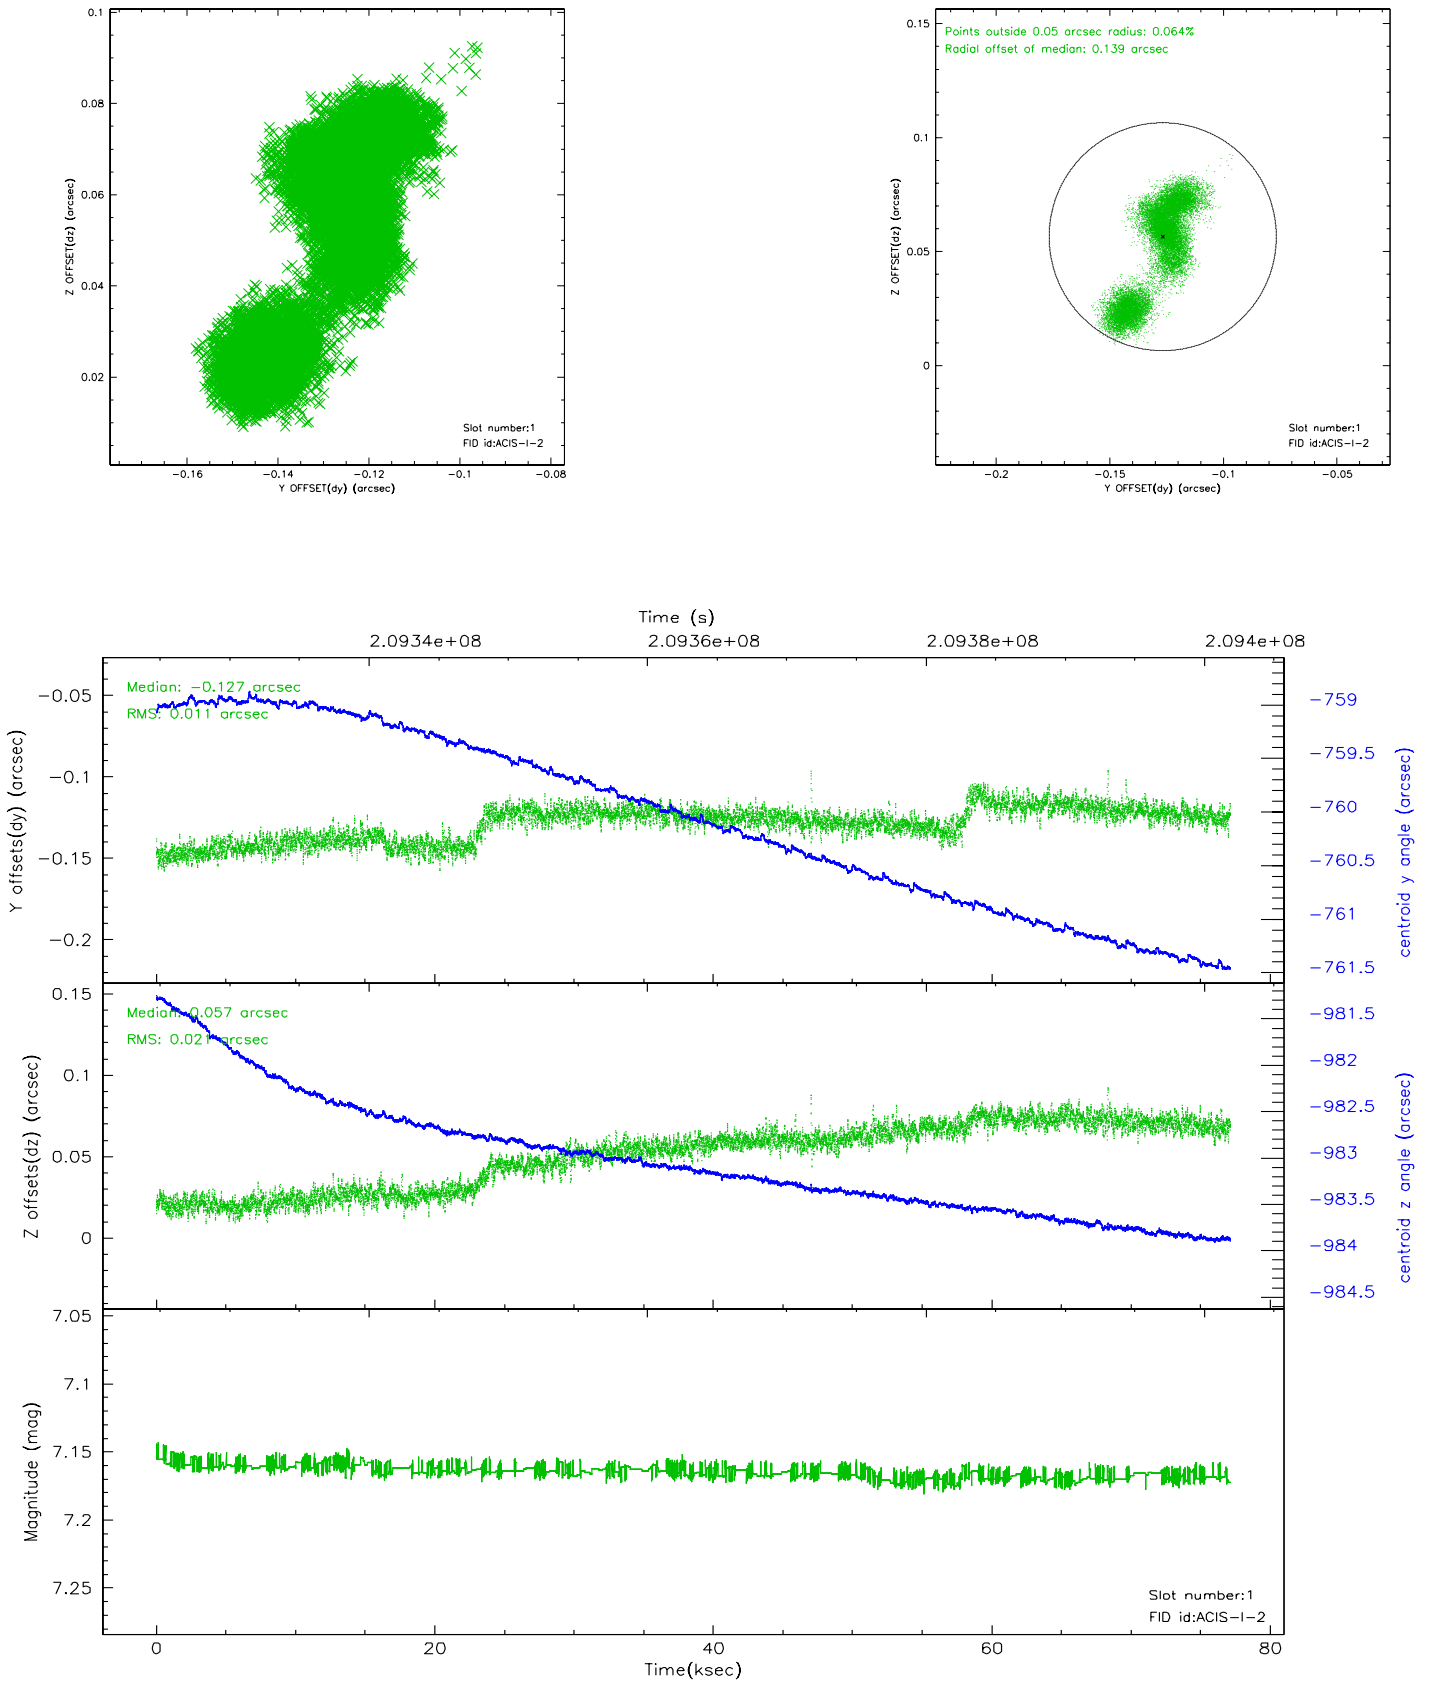 0.1
0.08
0.06
0.04
0.02
Z OFFSET(dz) (arcsec)
Slot number:1
FID id:ACIS-I-2
-0.16
-0.14
-0.12
-0.1
-0.08
Y OFFSET(dy) (arcsec)
Points outside 0.05 arcsec radius: 0.064%
Radial offset of median: 0.139 arcsec
0.15
0.1
0.05
0
Z OFFSET(dz) (arcsec)
Slot number:1
FID id:ACIS-I-2
-0.2
-0.15
-0.1
-0.05
Y OFFSET(dy) (arcsec)
Time (s)
2.0934e+08
2.0936e+08
2.0938e+08
2.094e+08
Median: -0.127 arcsec
RMS: 0.011 arcsec
-0.05
-0.1
-0.15
-0.2
Y offsets(dy) (arcsec)
-759
-759.5
-760
-760.5
-761
-761.5
centroid y angle (arcsec)
Median: 0.057 arcsec
RMS: 0.021 arcsec
0.15
0.1
0.05
0
Z offsets(dz) (arcsec)
-981.5
-982
-982.5
-983
-983.5
-984
-984.5
centroid z angle (arcsec)
7.05
7.1
7.15
7.2
7.25
Magnitude (mag)
Slot number:1
FID id:ACIS-I-2
0
20
40
60
80
Time(ksec)